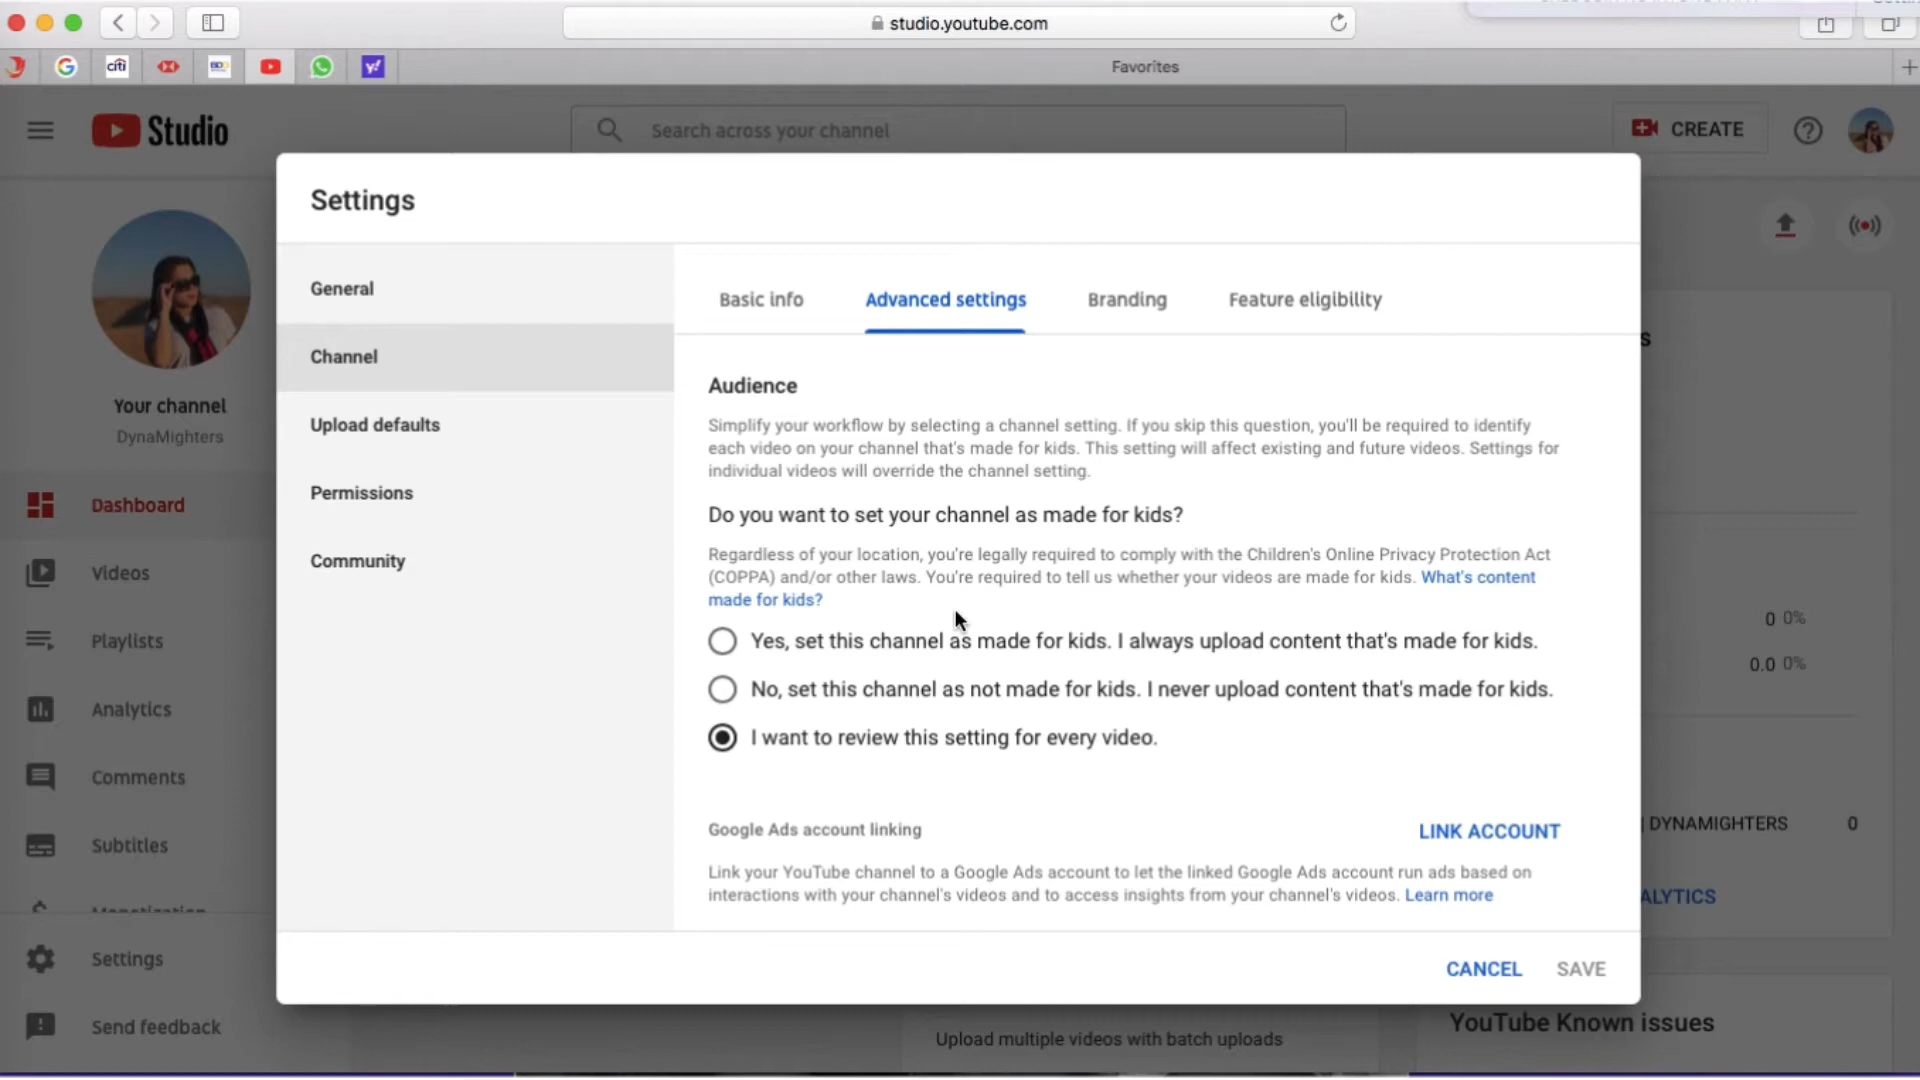 studio.youtube.com
citi
BDO
y!
Favorites
Studio
Search across your channel
CREATE
Settings
General
Channel
Upload defaults
Permissions
Community
Basic info
Advanced settings
Branding
Feature eligibility
Audience
Simplify your workflow by selecting a channel setting. If you skip this question, you'll be required to identify
each video on your channel that's made for kids. This setting will affect existing and future videos. Settings for
individual videos will override the channel setting.
Do you want to set your channel as made for kids?
Regardless of your location, you're legally required to comply with the Children's Online Privacy Protection Act
(COPPA) and/or other laws. You're required to tell us whether your videos are made for kids. What's content
made for kids?
Yes, set this channel as made for kids. I always upload content that's made for kids.
No, set this channel as not made for kids. I never upload content that's made for kids.
I want to review this setting for every video.
Google Ads account linking
LINK ACCOUNT
Link your YouTube channel to a Google Ads account to let the linked Google Ads account run ads based on
interactions with your channel's videos and to access insights from your channel's videos. Learn more
CANCEL
SAVE
Your channel
DynaMighters
Dashboard
Videos
Playlists
Analytics
Comments
Subtitles
Monetization
Settings
Send feedback
s
0 0%
0.0 0%
| DYNAMIGHTERS 0
ALYTICS
Upload multiple videos with batch uploads
YouTube Known issues